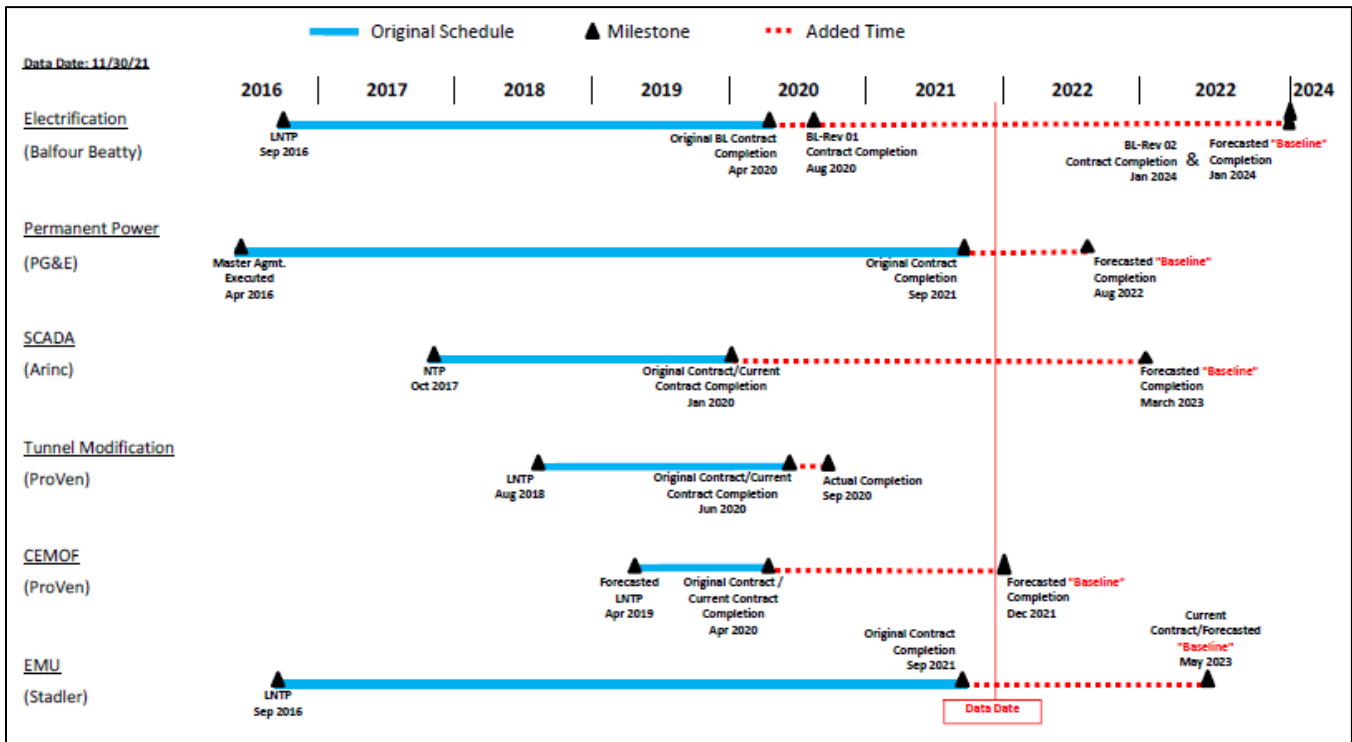 Original Schedule Milestone Added Time
Data Date: 11/30/21
2016 2017 2018 2019 2020 2021 2022 2022 2024
Electrification
(Balfour Beatty)
LNTP
Sep 2016
Original BL Contract
Completion
Apr 2020
BL-Rev 01
Contract Completion
Aug 2020
BL-Rev 02
Contract Completion
Jan 2024
&
Forecasted "Baseline"
Completion
Jan 2024
Permanent Power
(PG&E)
Master Agmt.
Executed
Apr 2016
Original Contract
Completion
Sep 2021
Forecasted "Baseline"
Completion
Aug 2022
SCADA
(Arinc)
NTP
Oct 2017
Original Contract/Current
Contract Completion
Jan 2020
Forecasted "Baseline"
Completion
March 2023
Tunnel Modification
(ProVen)
LNTP
Aug 2018
Original Contract/Current
Contract Completion
Jun 2020
Actual Completion
Sep 2020
CEMOF
(ProVen)
Forecasted
LNTP
Apr 2019
Original Contract /
Current Contract
Completion
Apr 2020
Forecasted "Baseline"
Completion
Dec 2021
EMU
(Stadler)
LNTP
Sep 2016
Original Contract
Completion
Sep 2021
Current
Contract/Forecasted
"Baseline"
May 2023
Data Date